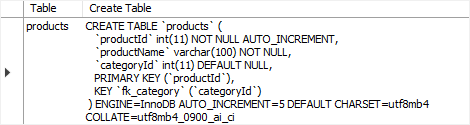 Table Create Table
products CREATE TABLE `products` (
`productId` int(11) NOT NULL AUTO_INCREMENT,
`productName` varchar(100) NOT NULL,
`categoryId` int(11) DEFAULT NULL,
PRIMARY KEY (`productId`),
KEY `fk_category` (`categoryId`)
) ENGINE=InnoDB AUTO_INCREMENT=5 DEFAULT CHARSET=utf8mb4
COLLATE=utf8mb4_0900_ai_ci